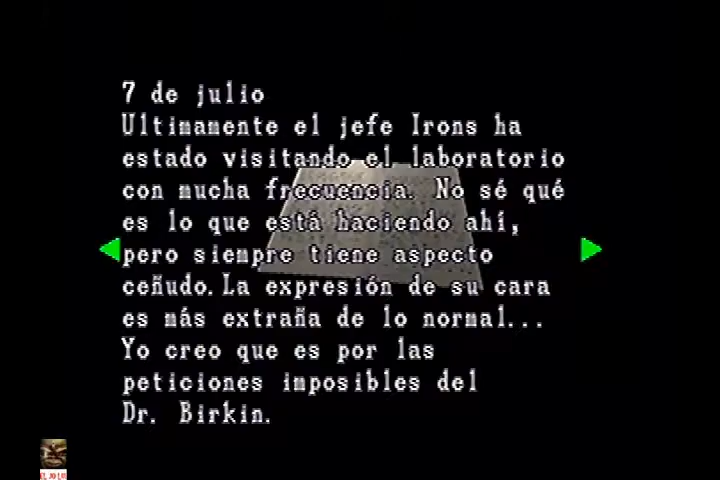 7 de julio
Ultimamente el jefe Irons ha
estado visitando el laboratorio
con mucha frecuencia. No sé qué
es lo que está haciendo ahí,
pero siempre tiene aspecto
ceñudo.La expresión de su cara
es más extraña de lo normal...
Yo creo que es por las
peticiones imposibles del
Dr. Birkin.